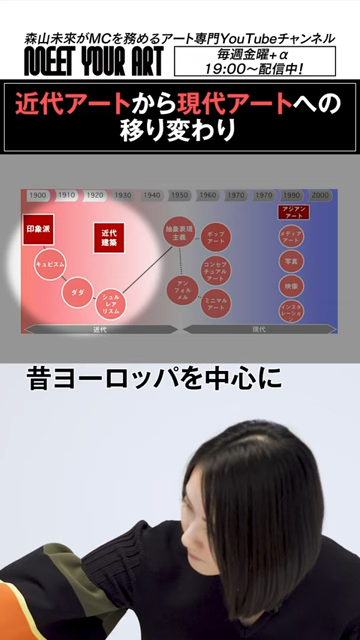 森山未來がMCを務めるアート専門YouTubeチャンネル
MEET YOUR ART
毎週金曜+α
19:00〜配信中!
近代アートから現代アートへの
移り変わり
1900 1910 1920 1930 1940 1950 1960 1970 1970 1990 2000
印象派
キュビスム
ダダ
シュル
レア
リスム
近代
建築
抽象表現
主義
アン
フォル
メル
ポップ
アート
コンセプ
チュアル
アート
ミニマル
アート
アジアン
アート
メディア
アート
写真
映像
インスタ
レーション
近代
現代
昔ヨーロッパを中心に